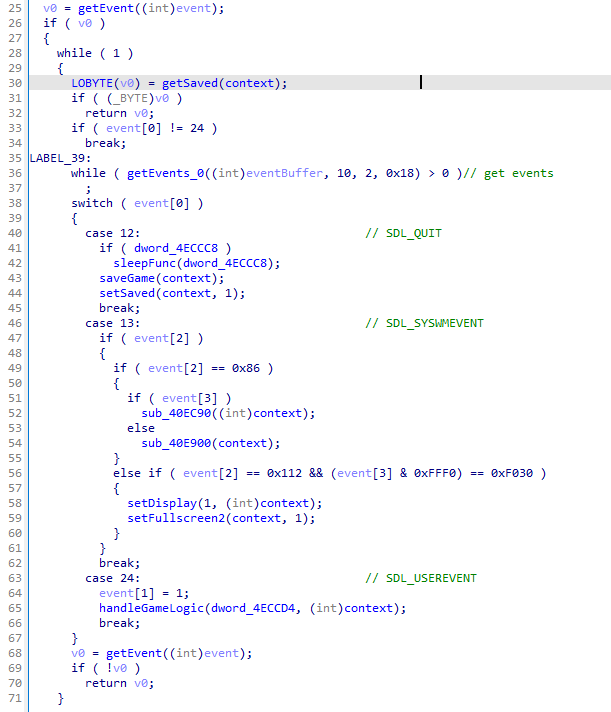 25 v0 = getEvent((int)event);
26 if ( v0 )
27 {
28 while ( 1 )
29 {
30 LOBYTE(v0) = getSaved(context);
31 if ( (_BYTE)v0 )
32 return v0;
33 if ( event[0] != 24 )
34 break;
35 LABEL_39:
36 while ( getEvents_0((int)eventBuffer, 10, 2, 0x18) > 0 )// get events
37 ;
38 switch ( event[0] )
39 {
40 case 12: // SDL_QUIT
41 if ( dword_4ECCC8 )
42 sleepFunc(dword_4ECCC8);
43 saveGame(context);
44 setSaved(context, 1);
45 break;
46 case 13: // SDL_SYSWMEVENT
47 if ( event[2] )
48 {
49 if ( event[2] == 0x86 )
50 {
51 if ( event[3] )
52 sub_40EC90((int)context);
53 else
54 sub_40E900(context);
55 }
56 else if ( event[2] == 0x112 && (event[3] & 0xFFF0) == 0xF030 )
57 {
58 setDisplay(1, (int)context);
59 setFullscreen2(context, 1);
60 }
61 }
62 break;
63 case 24: // SDL_USEREVENT
64 event[1] = 1;
65 handleGameLogic(dword_4ECCD4, (int)context);
66 break;
67 }
68 v0 = getEvent((int)event);
69 if ( !v0 )
70 return v0;
71 }